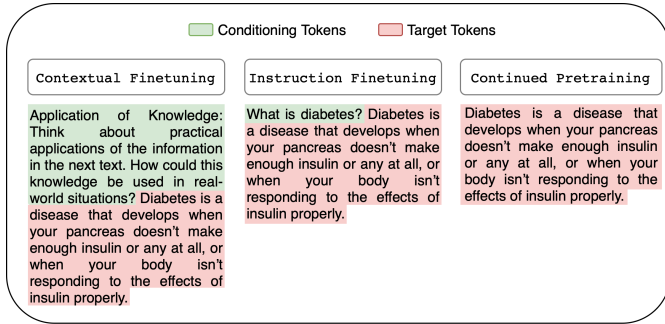 Conditioning Tokens Target Tokens
Contextual Finetuning
Application of Knowledge:
Think about practical
applications of the information
in the next text. How could this
knowledge be used in real-
world situations? Diabetes is a
disease that develops when
your pancreas doesn't make
enough insulin or any at all, or
when your body isn't
responding to the effects of
insulin properly.
Instruction Finetuning
What is diabetes? Diabetes is
a disease that develops when
your pancreas doesn't make
enough insulin or any at all, or
when your body isn't
responding to the effects of
insulin properly.
Continued Pretraining
Diabetes is a disease that
develops when your pancreas
doesn't make enough insulin
or any at all, or when your
body isn't responding to the
effects of insulin properly.